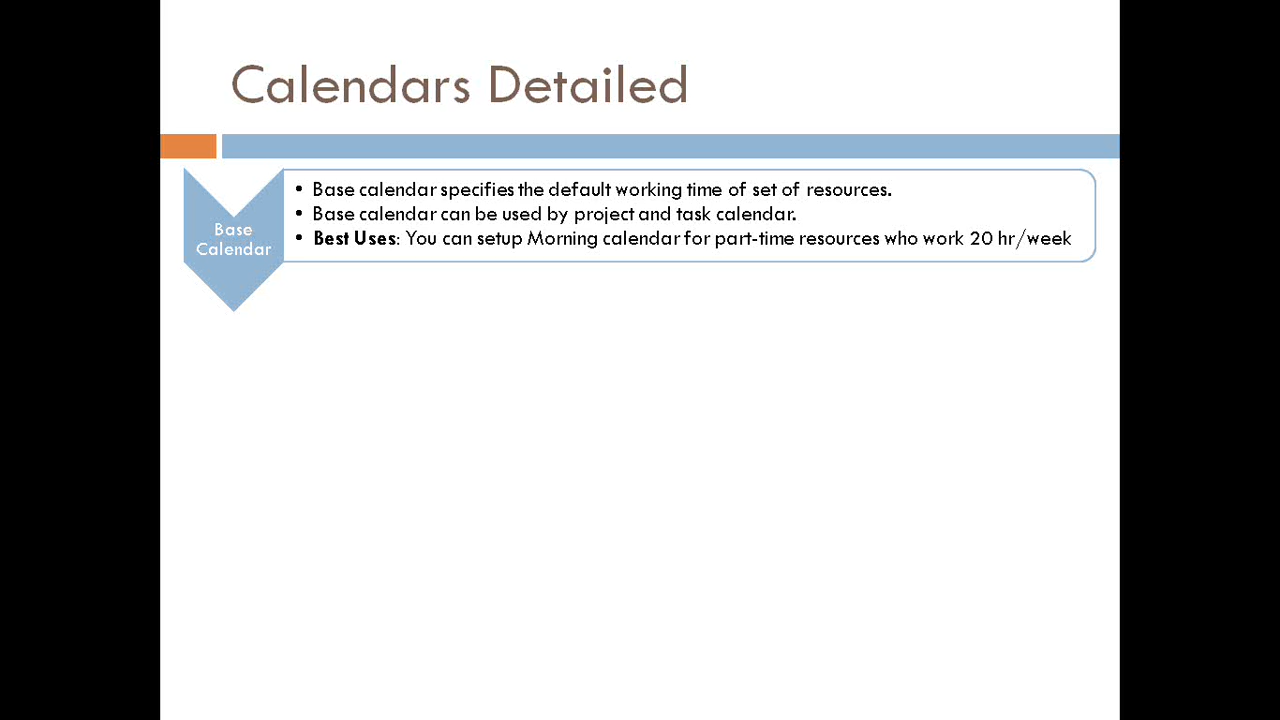 Calendars Detailed
Base
Calendar
• Base calendar specifies the default working time of set of resources.
• Base calendar can be used by project and task calendar.
• Best Uses: You can setup Morning calendar for part-time resources who work 20 hr/week